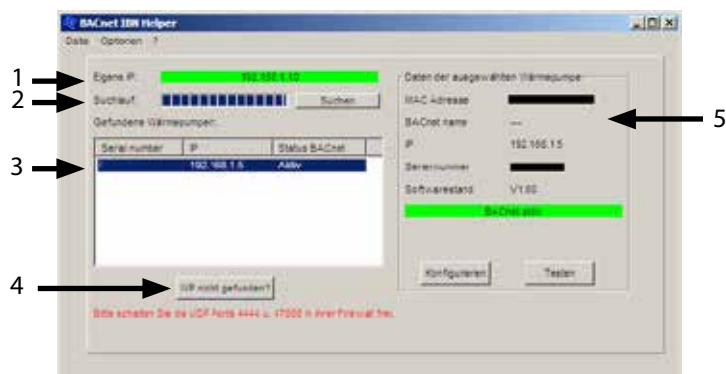 BACnet IBN Helper
Datei Optionen ?
1
Eigene IP:
192.168.1.10
2
Suchlauf:
Suchen
Gefundene Wärmepumpen:
Serial number IP Status BACnet
3
192.168.1.5 Aktiv
4
WP nicht gefunden?
Bitte schalten Sie die UDP Ports 4444 u. 47808 in Ihrer Firewall frei.
Daten der ausgewählten Wärmepumpe
MAC Adresse
BACnet name ---
5
IP 192.168.1.5
Seriennummer
Softwarestand V1.60
BACnet aktiv
Konfigurieren Testen